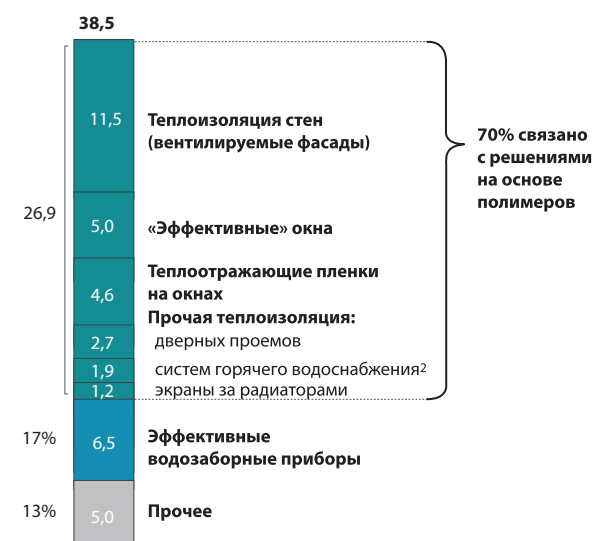 38,5
11,5
Теплоизоляция стен
(вентилируемые фасады)
70% связано
с решениями
на основе
полимеров
26,9
5,0
«Эффективные» окна
Теплоотражающие пленки
на окнах
4,6
Прочая теплоизоляция:
2,7
дверных проемов
1,9
систем горячего водоснабжения2
1,2
экраны за радиаторами
17%
6,5
Эффективные
водозаборные приборы
13%
5,0
Прочее